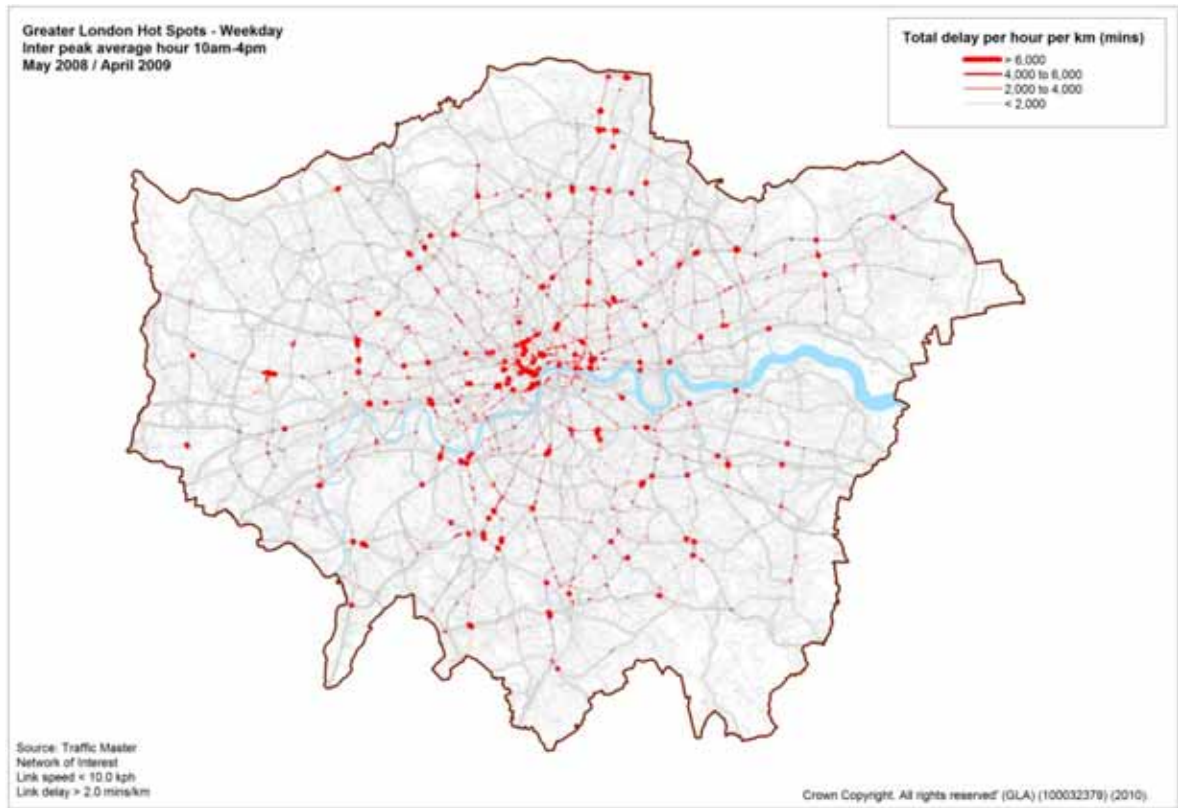 Greater London Hot Spots - Weekday
Inter peak average hour 10am-4pm
May 2008 / April 2009
Total delay per hour per km (mins)
> 6,000
4,000 to 6,000
2,000 to 4,000
< 2,000
Source: Traffic Master
Network of Interest
Link speed < 10.0 kph
Link delay > 2.0 mins/km
Crown Copyright. All rights reserved' (GLA) (100032379) (2010)